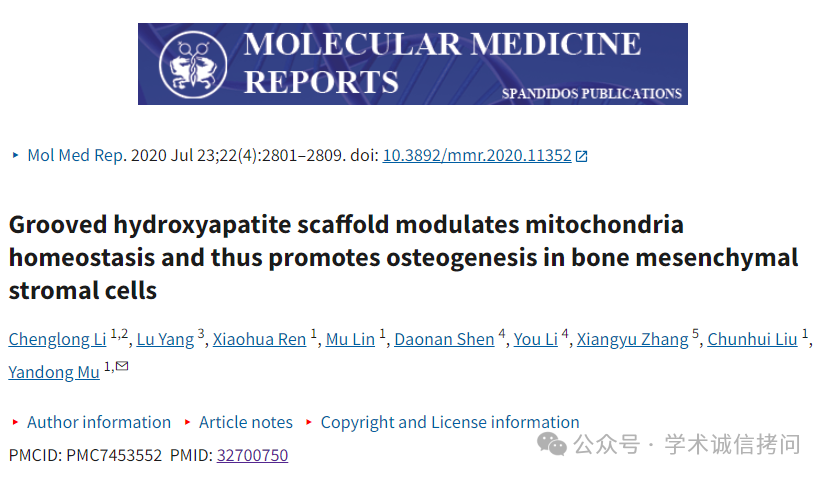 MOLECULAR MEDICINE
REPORTS
SPANDIDOS PUBLICATIONS
Mol Med Rep. 2020 Jul 23;22(4):2801–2809. doi: 10.3892/mmr.2020.11352
Grooved hydroxyapatite scaffold modulates mitochondria
homeostasis and thus promotes osteogenesis in bone mesenchymal
stromal cells
Chenglong Li 1,2, Lu Yang 3, Xiaohua Ren 1, Mu Lin 1, Daonan Shen 4, You Li 4, Xiangyu Zhang 5, Chunhui Liu 1,
Yandong Mu 1,✉
Author information Article notes Copyright and License information
PMCID: PMC7453552 PMID: 32700750
公众号 · 学术诚信拷问